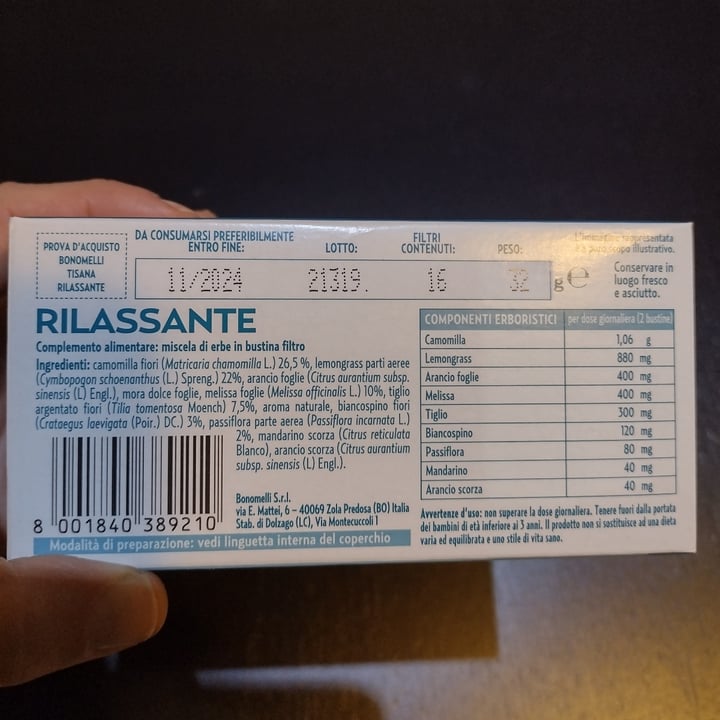 PROVA D'ACQUISTO
BONOMELLI
TISANA
RILASSANTE
DA CONSUMARSI PREFERIBILMENTE
ENTRO FINE:
LOTTO:
FILTRI
CONTENUTI:
PESO:
11/2024
21319.
16
32
g e
L'immagine rappresentata
è a puro scopo illustrativo.
Conservare in
luogo fresco
e asciutto.
RILASSANTE
Complemento alimentare: miscela di erbe in bustina filtro
Ingredienti: camomilla fiori (Matricaria chamomilla L.) 26,5 %, lemongrass parti aeree
(Cymbopogon schoenanthus (L.) Spreng.) 22%, arancio foglie (Citrus aurantium subsp.
sinensis (L) Engl.), mora dolce foglie, melissa foglie (Melissa officinalis L.) 10%, tiglio
argentato fiori (Tilia tomentosa Moench) 7,5%, aroma naturale, biancospino fiori
(Crataegus laevigata (Poir.) DC.) 3%, passiflora parte aerea (Passiflora incarnata L.)
2%, mandarino scorza (Citrus reticulata
Blanco), arancio scorza (Citrus aurantium
subsp. sinensis (L) Engl.).
Bonomelli S.r.l.
via E. Mattei, 6 – 40069 Zola Predosa (BO) Italia
Stab. di Dolzago (LC), Via Montecuccoli 1
8 001840 389210
Modalità di preparazione: vedi linguetta interna del coperchio
COMPONENTI ERBORISTICI per dose giornaliera (2 bustine)
Camomilla 1,06 g
Lemongrass 880 mg
Arancio foglie 400 mg
Melissa 400 mg
Tiglio 300 mg
Biancospino 120 mg
Passiflora 80 mg
Mandarino 40 mg
Arancio scorza 40 mg
Avvertenze d'uso: non superare la dose giornaliera. Tenere fuori dalla portata
dei bambini di età inferiore ai 3 anni. Il prodotto non si sostituisce ad una dieta
varia ed equilibrata e uno stile di vita sano.